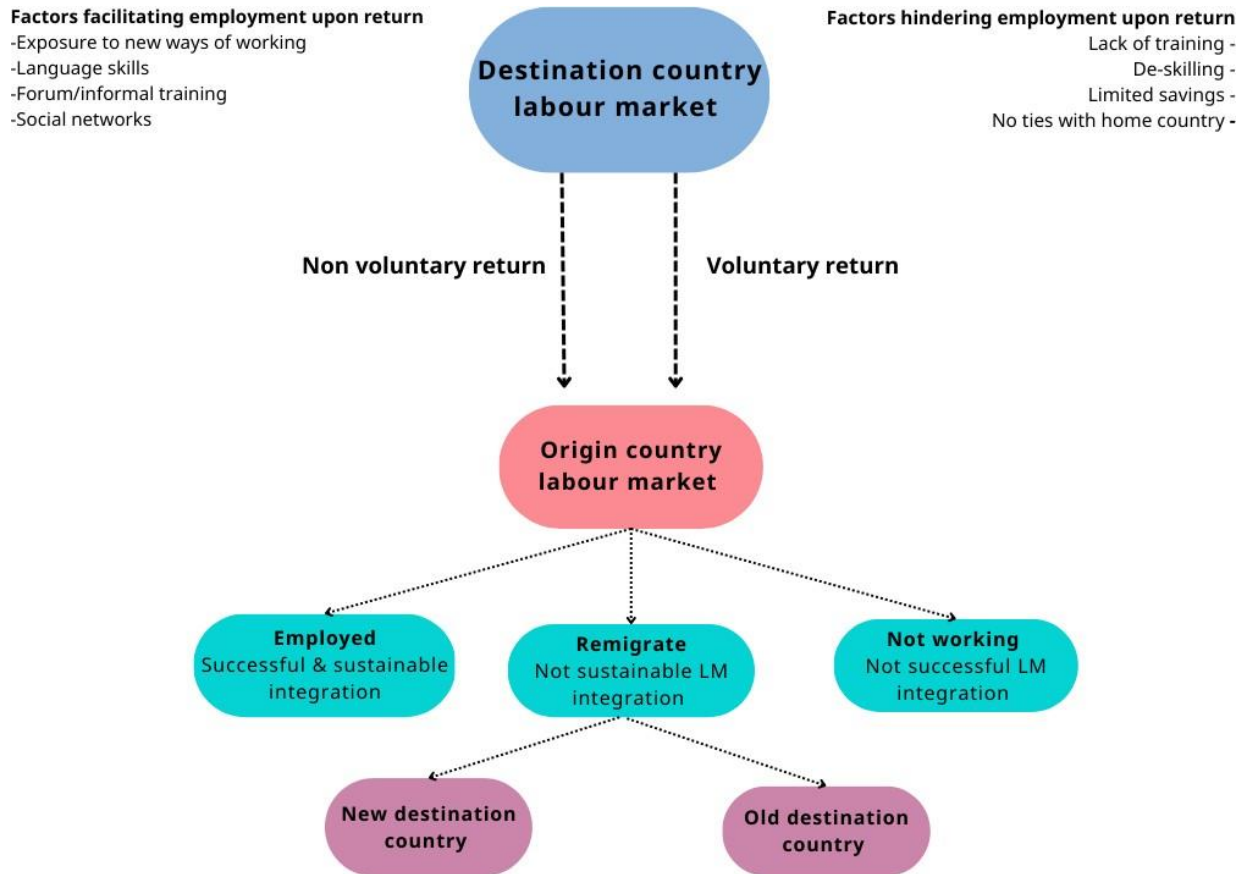 Factors facilitating employment upon return
-Exposure to new ways of working
-Language skills
-Forum/informal training
-Social networks
Factors hindering employment upon return
Lack of training -
De-skilling -
Limited savings -
No ties with home country -
Destination country
labour market
Non voluntary return
Voluntary return
Origin country
labour market
Employed
Successful & sustainable
integration
Remigrate
Not sustainable LM
integration
Not working
Not successful LM
integration
New destination
country
Old destination
country